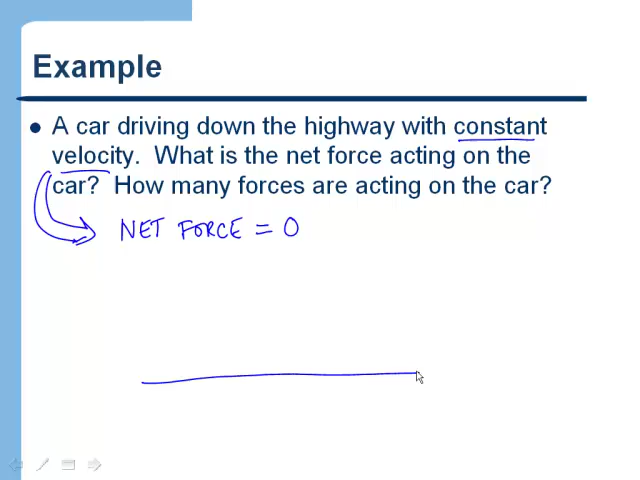 Example
A car driving down the highway with constant
velocity. What is the net force acting on the
car? How many forces are acting on the car?
NET FORCE = 0